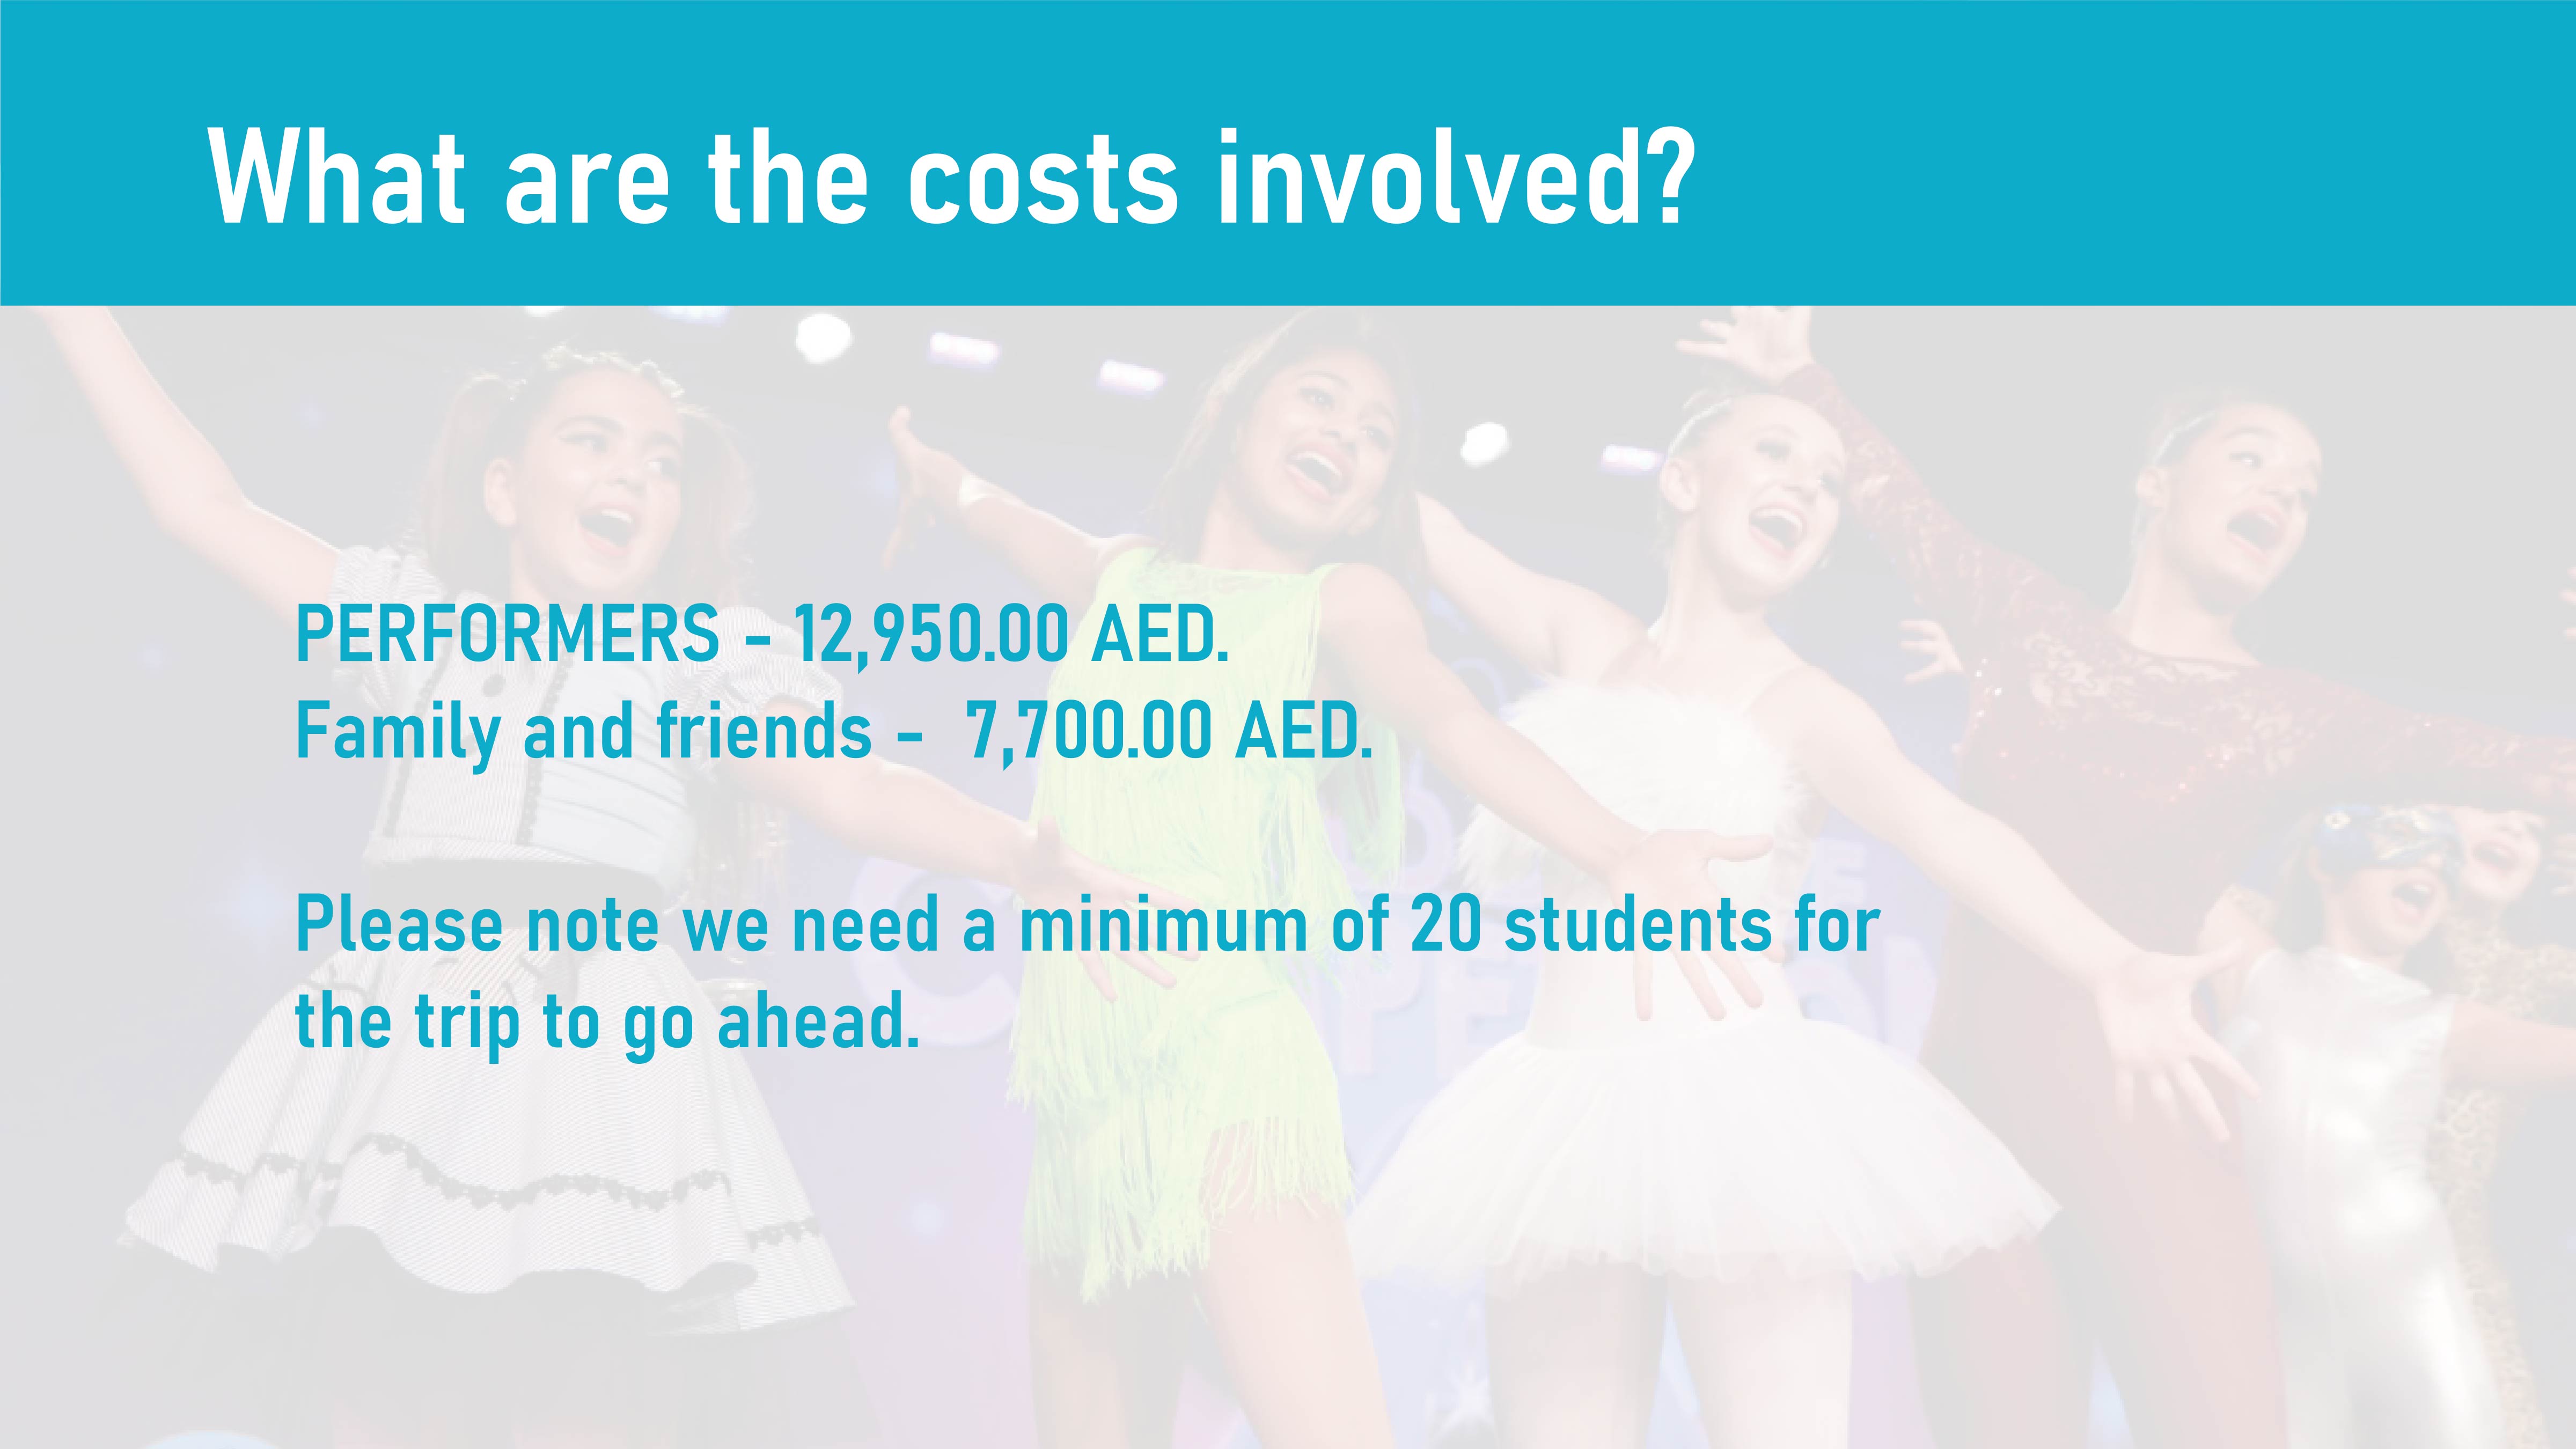 What are the costs involved?
PERFORMERS - 12,950.00 AED.
Family and friends -  7,700.00 AED.
Please note we need a minimum of 20 students for
the trip to go ahead.